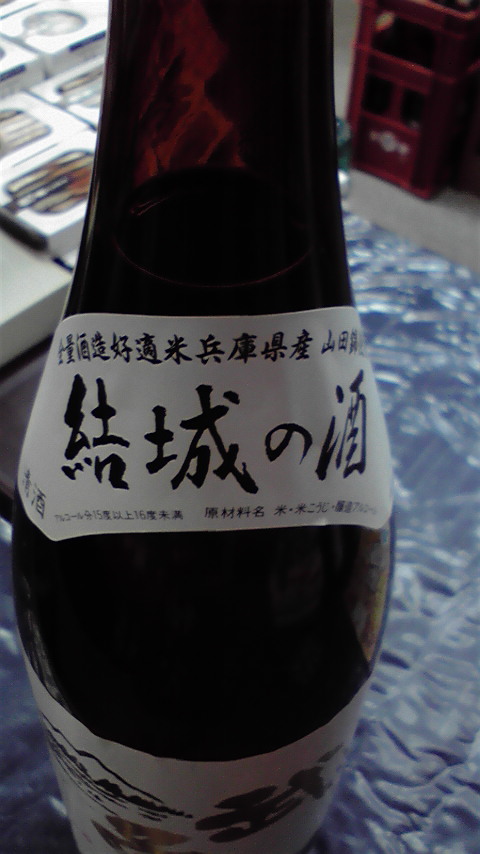 全量酒造好適米兵庫県産 山田錦
結城の酒
清酒
アルコール分15度以上16度未満 原材料名 米・米こうじ・醸造アルコール